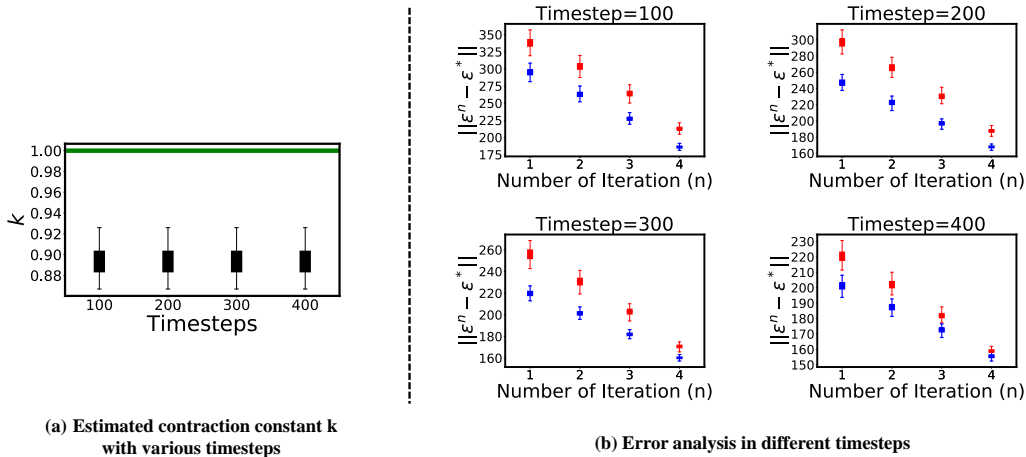 1.00
0.98
0.96
0.94
0.92
0.90
0.88
k
100 200 300 400
Timesteps
(a) Estimated contraction constant k
with various timesteps
Timestep=100
350
325
300
275
250
225
200
175
||ε^n − ε^*||
1 2 3 4
Number of Iteration (n)
Timestep=200
300
280
260
240
220
200
180
160
||ε^n − ε^*||
1 2 3 4
Number of Iteration (n)
Timestep=300
260
240
220
200
180
160
||ε^n − ε^*||
1 2 3 4
Number of Iteration (n)
Timestep=400
230
220
210
200
190
180
170
160
150
||ε^n − ε^*||
1 2 3 4
Number of Iteration (n)
(b) Error analysis in different timesteps